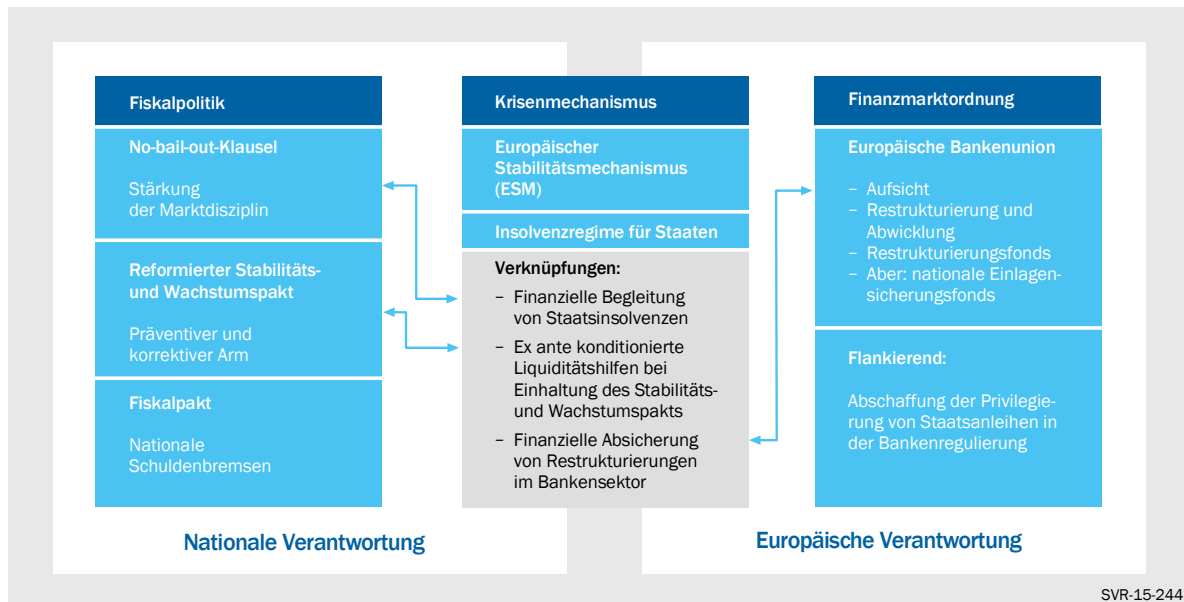 Fiskalpolitik
No-bail-out-Klausel
Stärkung
der Marktdisziplin
Reformierter Stabilitäts-
und Wachstumspakt
Präventiver und
korrektiver Arm
Fiskalpakt
Nationale
Schuldenbremsen
Krisenmechanismus
Europäischer
Stabilitätsmechanismus
(ESM)
Insolvenzregime für Staaten
Verknüpfungen:
– Finanzielle Begleitung
von Staatsinsolvenzen
– Ex ante konditionierte
Liquiditätshilfen bei
Einhaltung des Stabilitäts-
und Wachstumspakts
– Finanzielle Absicherung
von Restrukturierungen
im Bankensektor
Finanzmarktordnung
Europäische Bankenunion
– Aufsicht
– Restrukturierung und
Abwicklung
– Restrukturierungsfonds
– Aber: nationale Einlagen-
sicherungsfonds
Flankierend:
Abschaffung der Privilegie-
rung von Staatsanleihen in
der Bankenregulierung
Nationale Verantwortung
Europäische Verantwortung
SVR-15-244